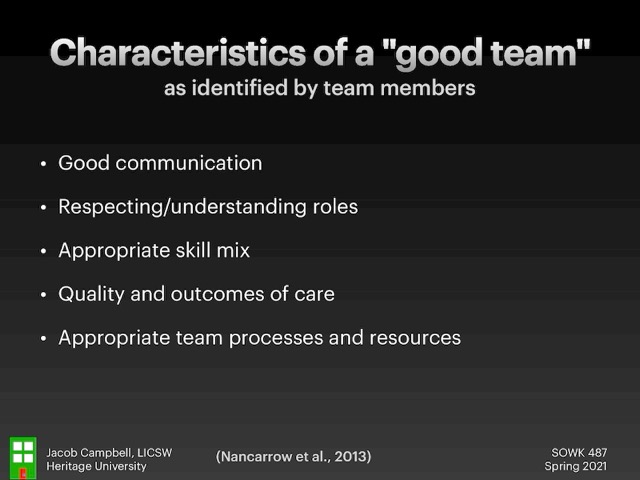 Characteristics of a "good team"
as identified by team members
• Good communication
• Respecting/understanding roles
• Appropriate skill mix
• Quality and outcomes of care
• Appropriate team processes and resources
Jacob Campbell, LICSW
Heritage University
(Nancarrow et al., 2013)
SOWK 487
Spring 2021